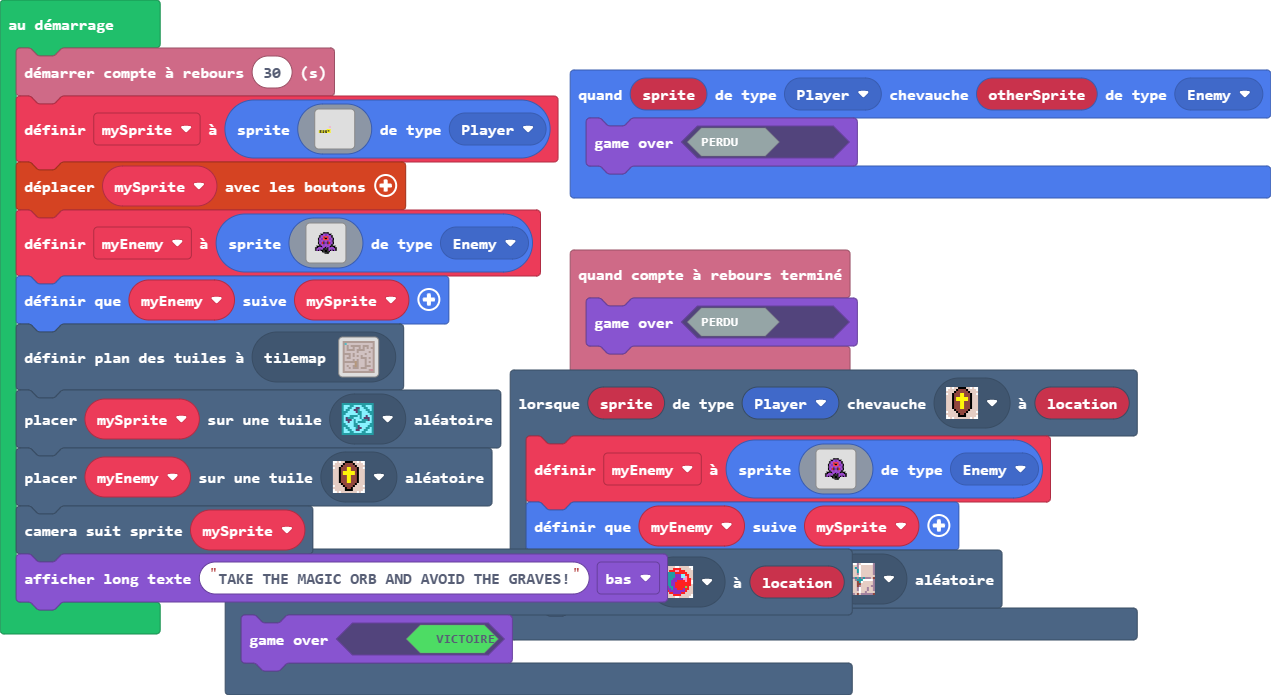 au démarrage
démarrer compte à rebours 30 (s)
définir mySprite à sprite de type Player
déplacer mySprite avec les boutons
définir myEnemy à sprite de type Enemy
définir que myEnemy suive mySprite
définir plan des tuiles à tilemap
placer mySprite sur une tuile aléatoire
placer myEnemy sur une tuile aléatoire
camera suit sprite mySprite
afficher long texte "TAKE THE MAGIC ORB AND AVOID THE GRAVES!" bas
quand sprite de type Player chevauche otherSprite de type Enemy
game over PERDU
quand compte à rebours terminé
game over PERDU
lorsque sprite de type Player chevauche à location
définir myEnemy à sprite de type Enemy
définir que myEnemy suive mySprite
aléatoire
à location
game over VICTOIRE